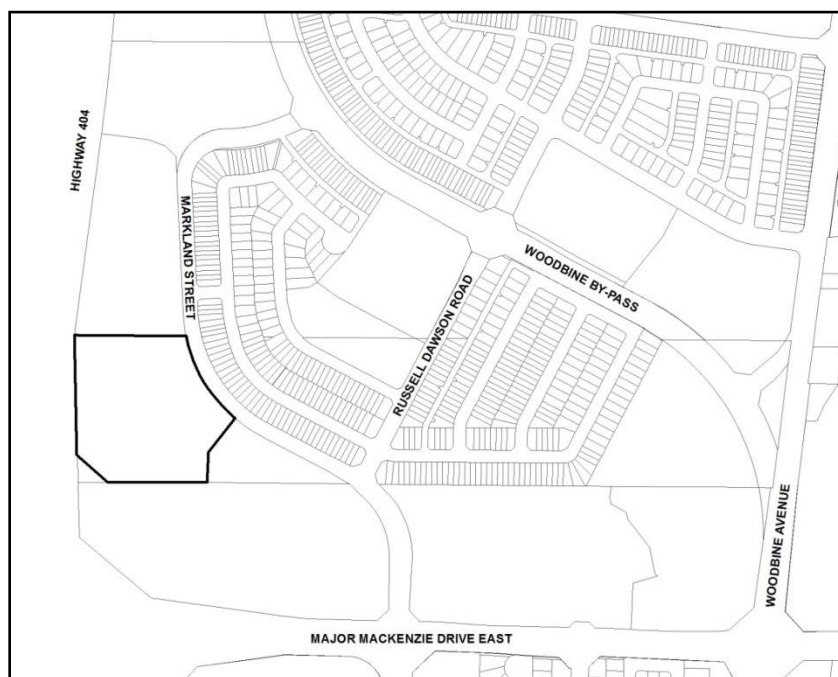 HIGHWAY 404
MARKLAND STREET
WOODBINE BY-PASS
RUSSELL DAWSON ROAD
WOODBINE AVENUE
MAJOR MACKENZIE DRIVE EAST